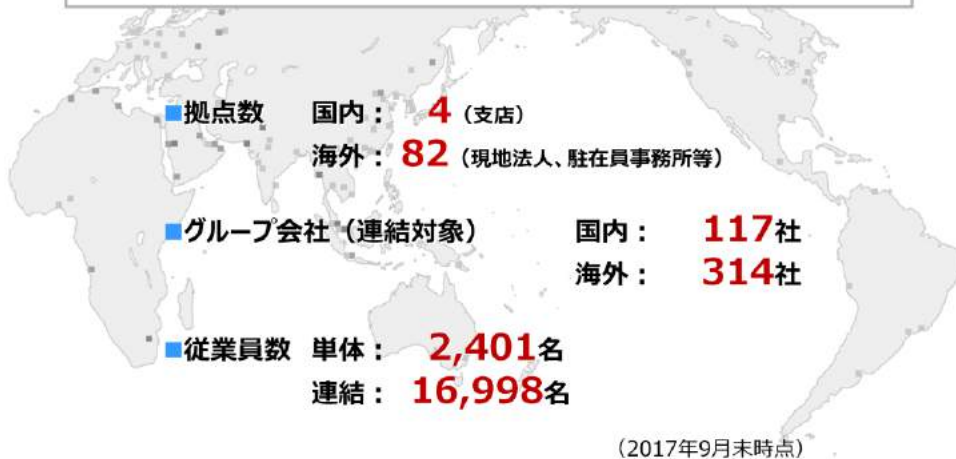 ■拠点数 国内： 4（支店）
海外： 82（現地法人、駐在員事務所等）
■グループ会社（連結対象） 国内： 117社
海外： 314社
■従業員数 単体： 2,401名
連結： 16,998名
（2017年9月末時点）